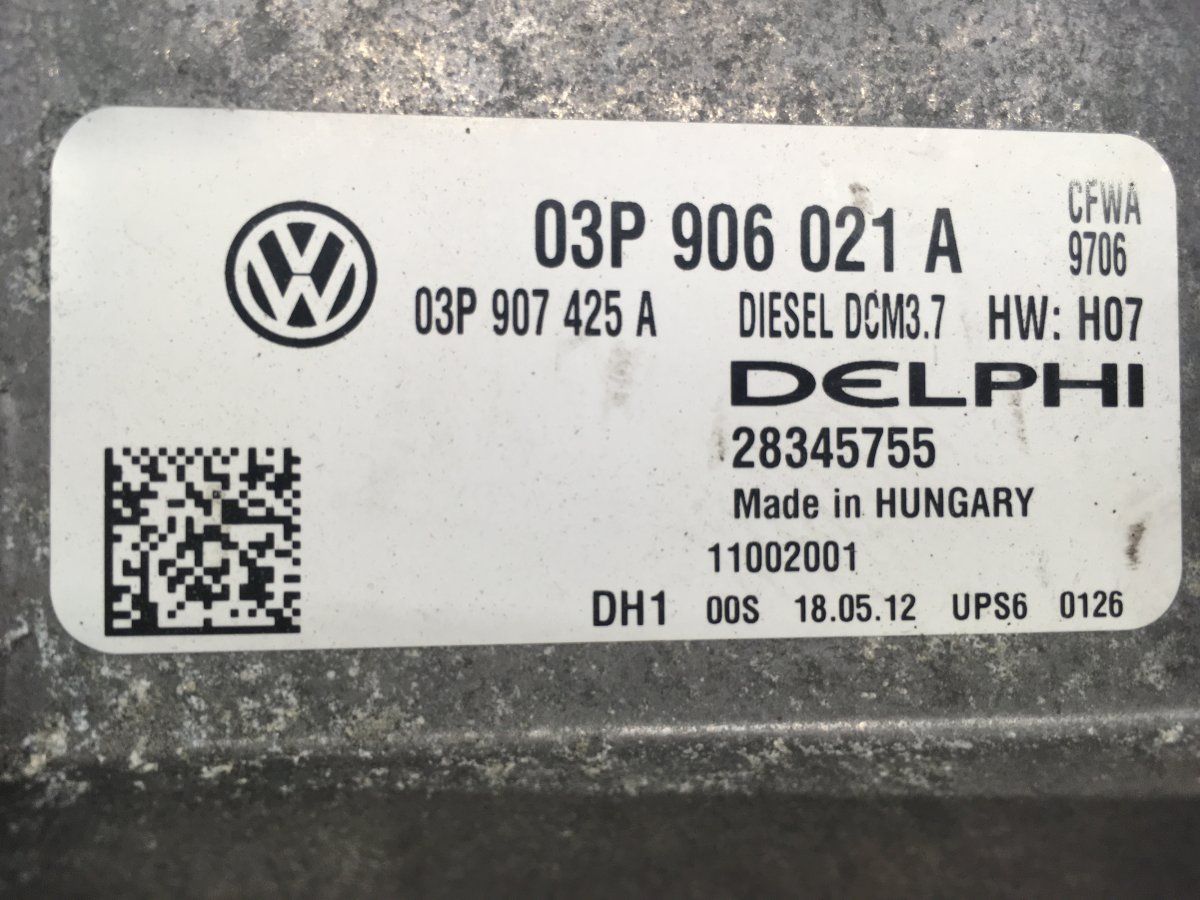 03P 906 021 A
CFWA
9706
03P 907 425 A DIESEL DCM3.7 HW: H07
DELPHI
28345755
Made in HUNGARY
11002001
DH1 00S 18.05.12 UPS6 0126